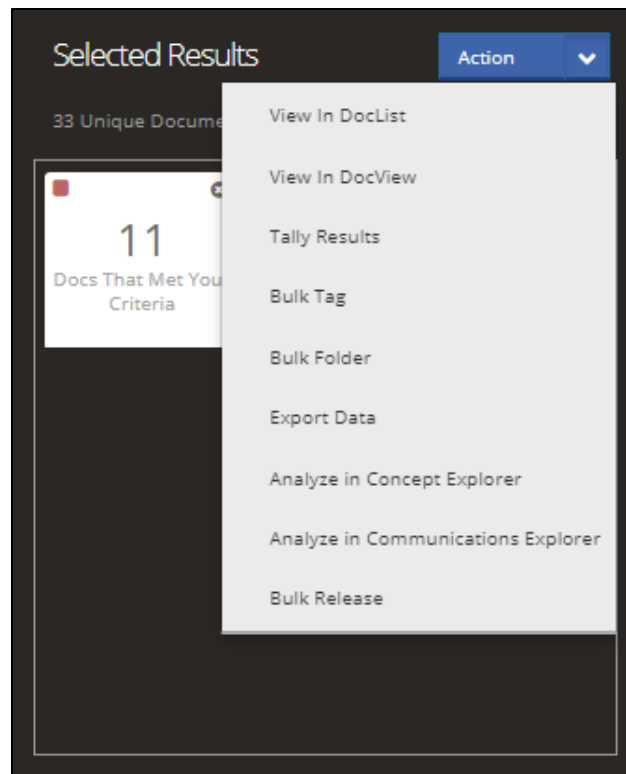 Selected Results
Action
33 Unique Docume
View In DocList
View In DocView
Tally Results
Bulk Tag
Bulk Folder
Export Data
Analyze in Concept Explorer
Analyze in Communications Explorer
Bulk Release
11
Docs That Met You
Criteria